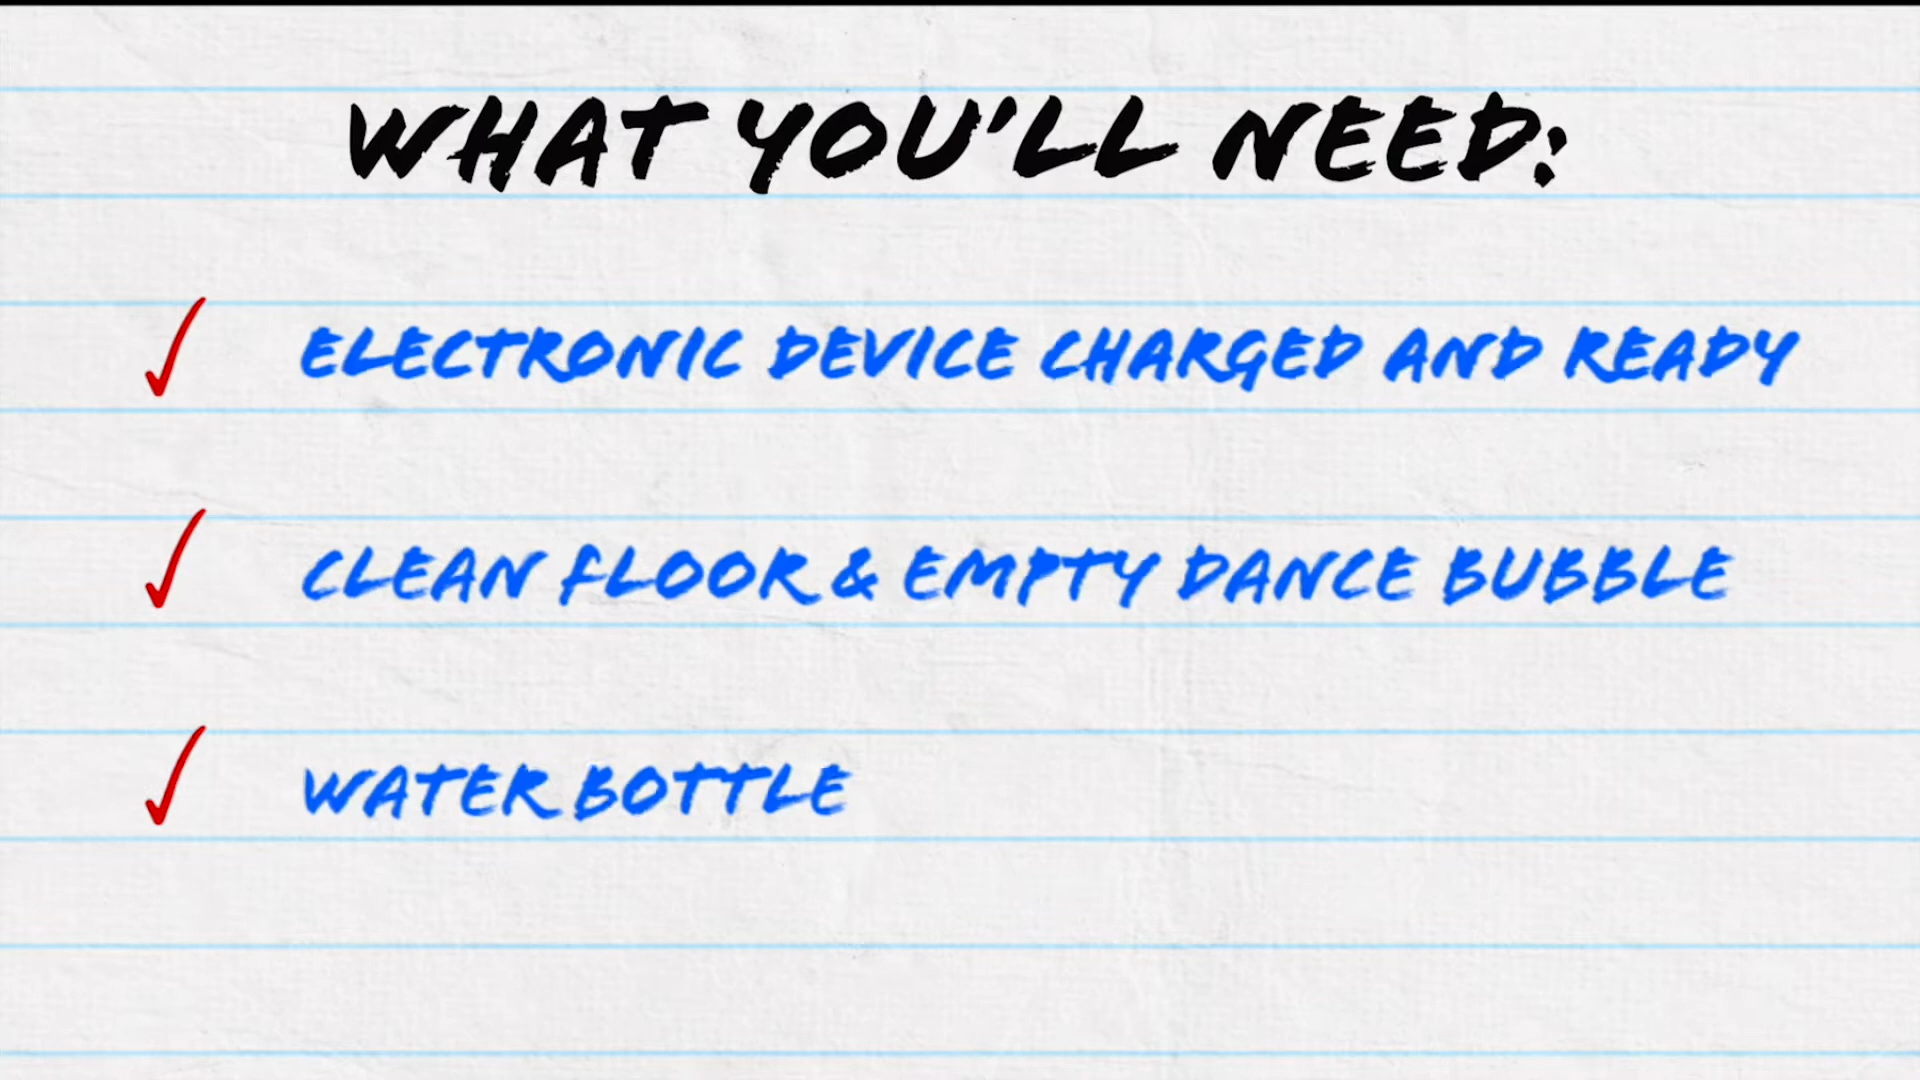 WHAT YOU'LL NEED:
ELECTRONIC DEVICE CHARGED AND READY
CLEAN FLOOR & EMPTY DANCE BUBBLE
WATER BOTTLE